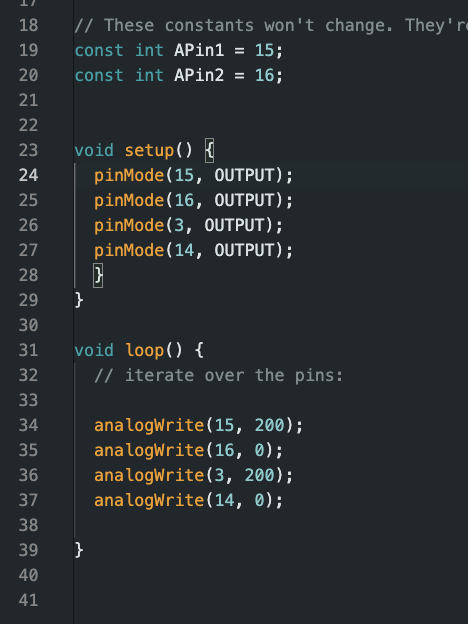 17
18 // These constants won't change. They're
19 const int APin1 = 15;
20 const int APin2 = 16;
21
22
23 void setup() {
24 pinMode(15, OUTPUT);
25 pinMode(16, OUTPUT);
26 pinMode(3, OUTPUT);
27 pinMode(14, OUTPUT);
28 }
29 }
30
31 void loop() {
32 // iterate over the pins:
33
34 analogWrite(15, 200);
35 analogWrite(16, 0);
36 analogWrite(3, 200);
37 analogWrite(14, 0);
38
39 }
40
41